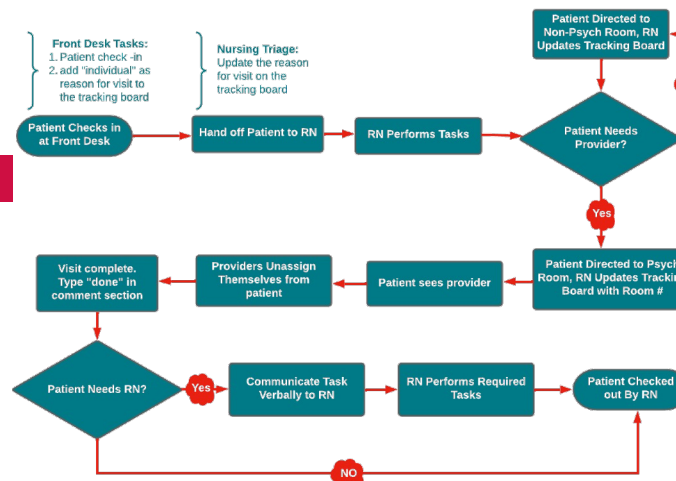 Front Desk Tasks:
1. Patient check -in
2. add "individual" as
reason for visit to
the tracking board
Nursing Triage:
Update the reason
for visit on the
tracking board
Patient Directed to
Non-Psych Room, RN
Updates Tracking Board
Patient Checks in
at Front Desk
Hand off Patient to RN
RN Performs Tasks
Patient Needs
Provider?
Yes
Patient Directed to Psych
Room, RN Updates Trackin
Board with Room #
Patient sees provider
Providers Unassign
Themselves from
patient
Visit complete.
Type "done" in
comment section
Patient Needs RN?
Yes
Communicate Task
Verbally to RN
RN Performs Required
Tasks
Patient Checked
out By RN
NO